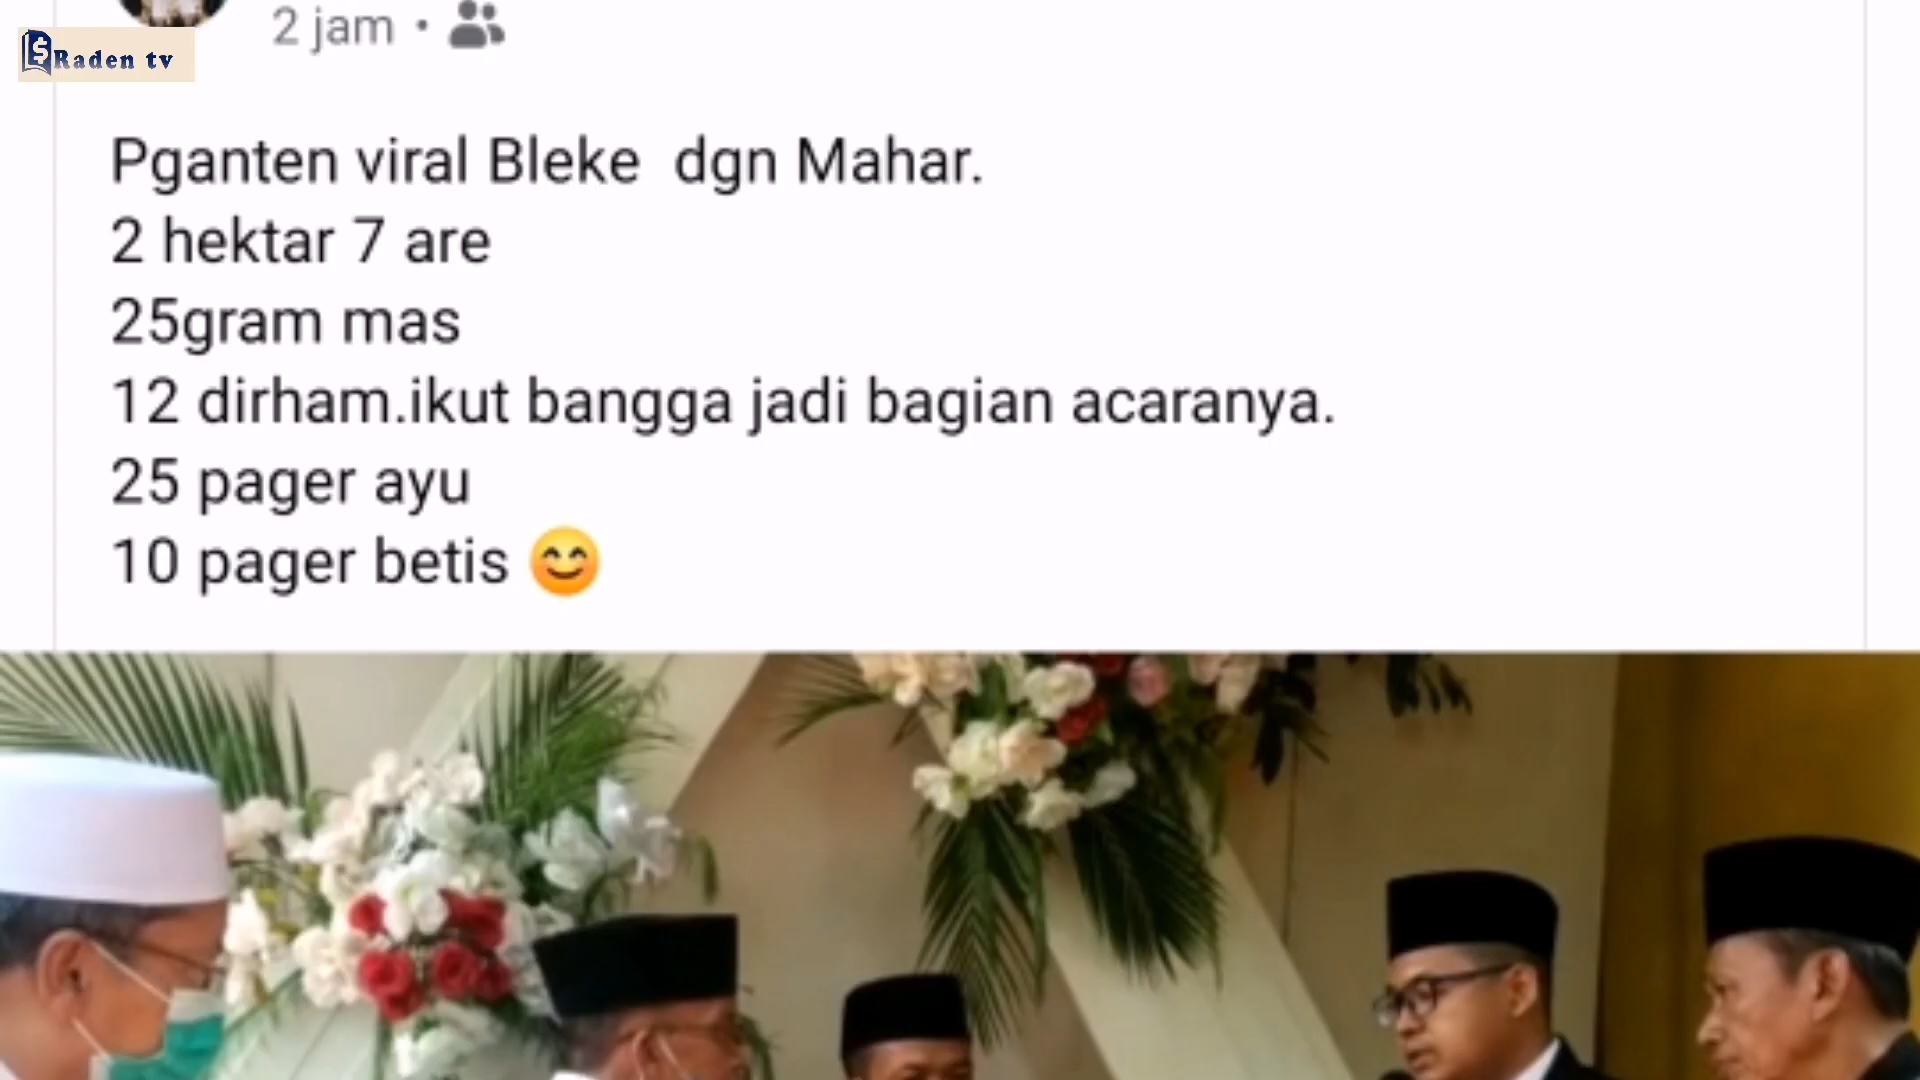 2 jam •
Raden tv
Pganten viral Bleke dgn Mahar.
2 hektar 7 are
25gram mas
12 dirham.ikut bangga jadi bagian acaranya.
25 pager ayu
10 pager betis 😊